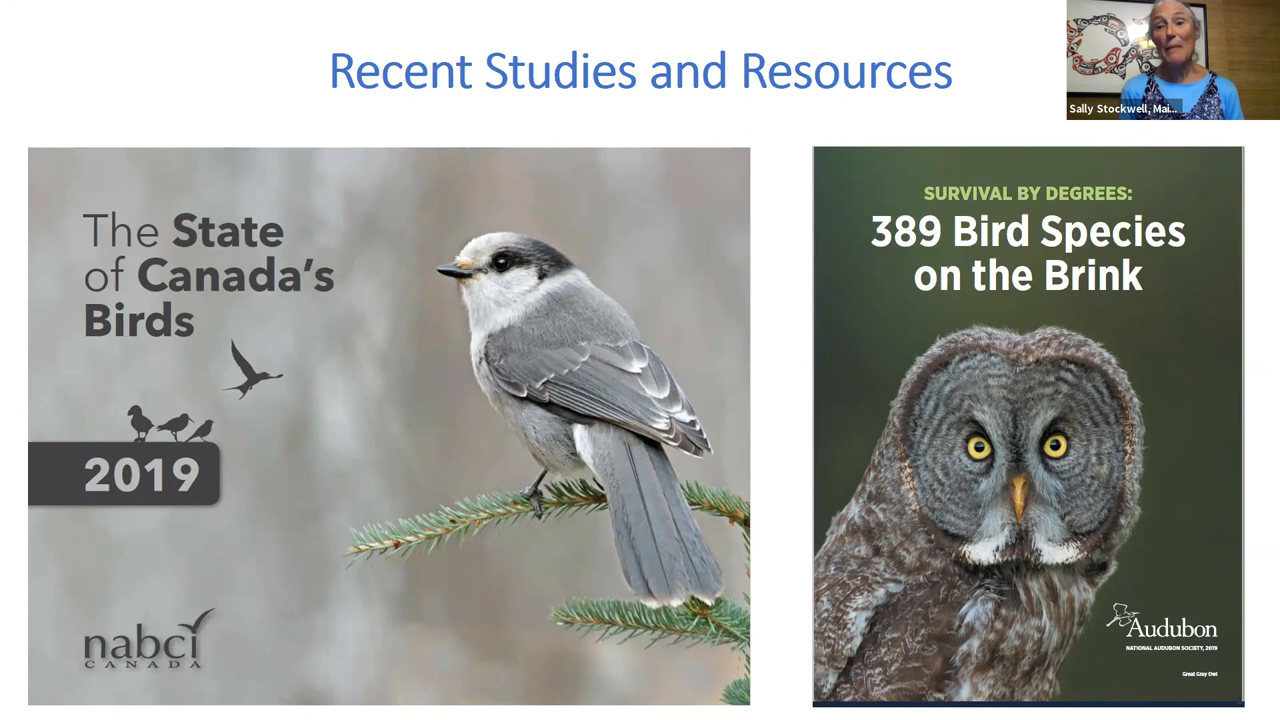 Recent Studies and Resources
Sally Stockwell, Mai...
The State
of Canada's
Birds
2019
nabci
CANADA
SURVIVAL BY DEGREES:
389 Bird Species
on the Brink
Audubon
NATIONAL AUDUBON SOCIETY, 2019
Great Gray Owl